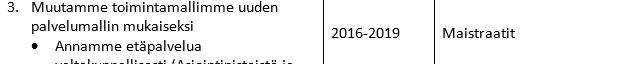 3. Muutamme toimintamallimme uuden
palvelumallin mukaiseksi
• Annamme etäpalvelua
2016-2019
Maistraatit